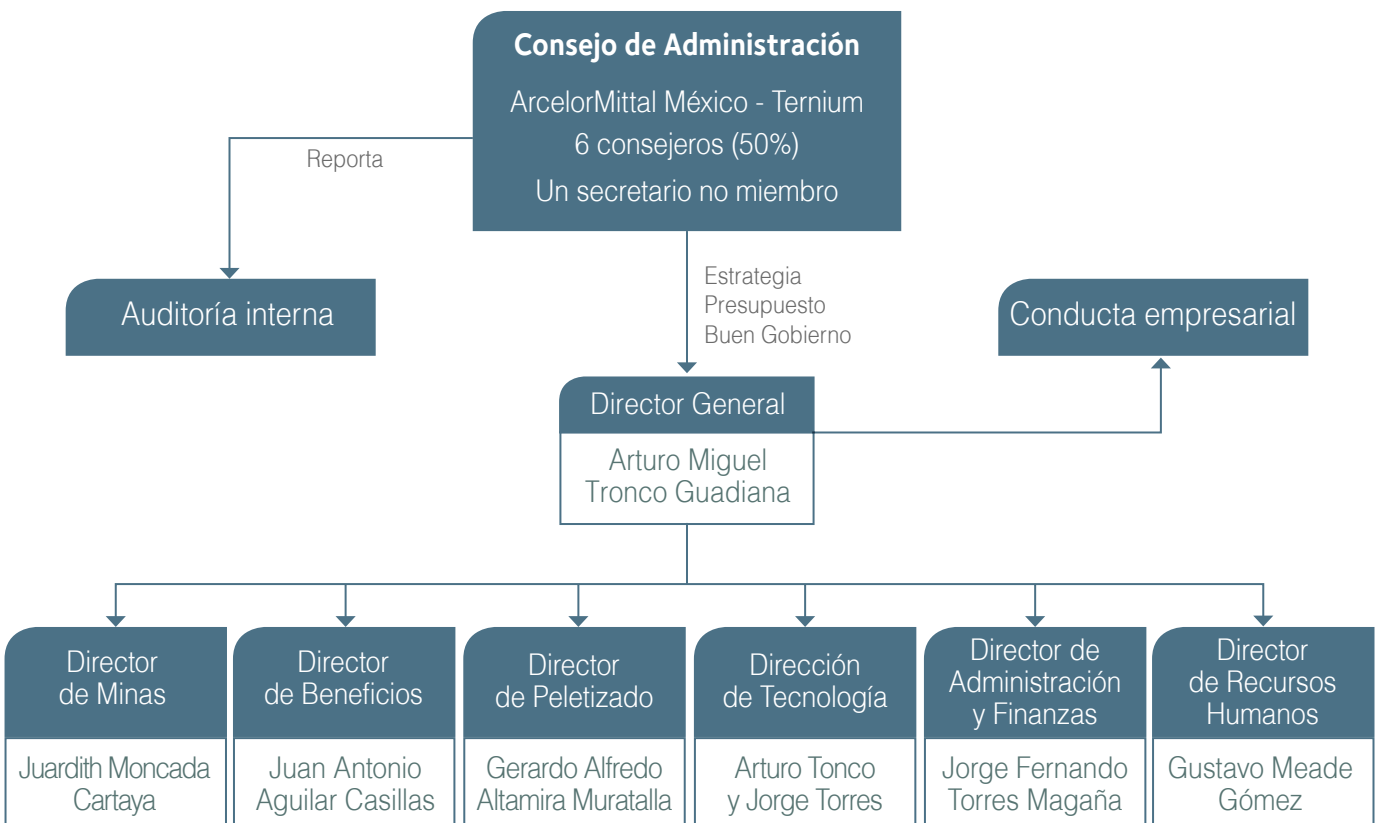 Consejo de Administración
ArcelorMittal México - Ternium
6 consejeros (50%)
Un secretario no miembro
Reporta
Auditoría interna
Estrategia
Presupuesto
Buen Gobierno
Conducta empresarial
Director General
Arturo Miguel
Tronco Guadiana
Director
de Minas
Juardith Moncada
Cartaya
Director
de Beneficios
Juan Antonio
Aguilar Casillas
Director
de Peletizado
Gerardo Alfredo
Altamira Muratalla
Dirección
de Tecnología
Arturo Tonco
y Jorge Torres
Director de
Administración
y Finanzas
Jorge Fernando
Torres Magaña
Director
de Recursos
Humanos
Gustavo Meade
Gómez